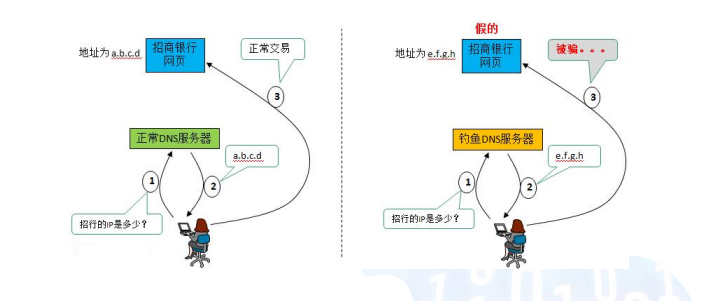 地址为a.b.c.d
招商银行
网页
正常交易
3
正常DNS服务器
a.b.c.d
1
2
招行的IP是多少？
假的
地址为e.f.g.h
招商银行
网页
被骗。。。
3
钓鱼DNS服务器
e.f.g.h
1
2
招行的IP是多少？